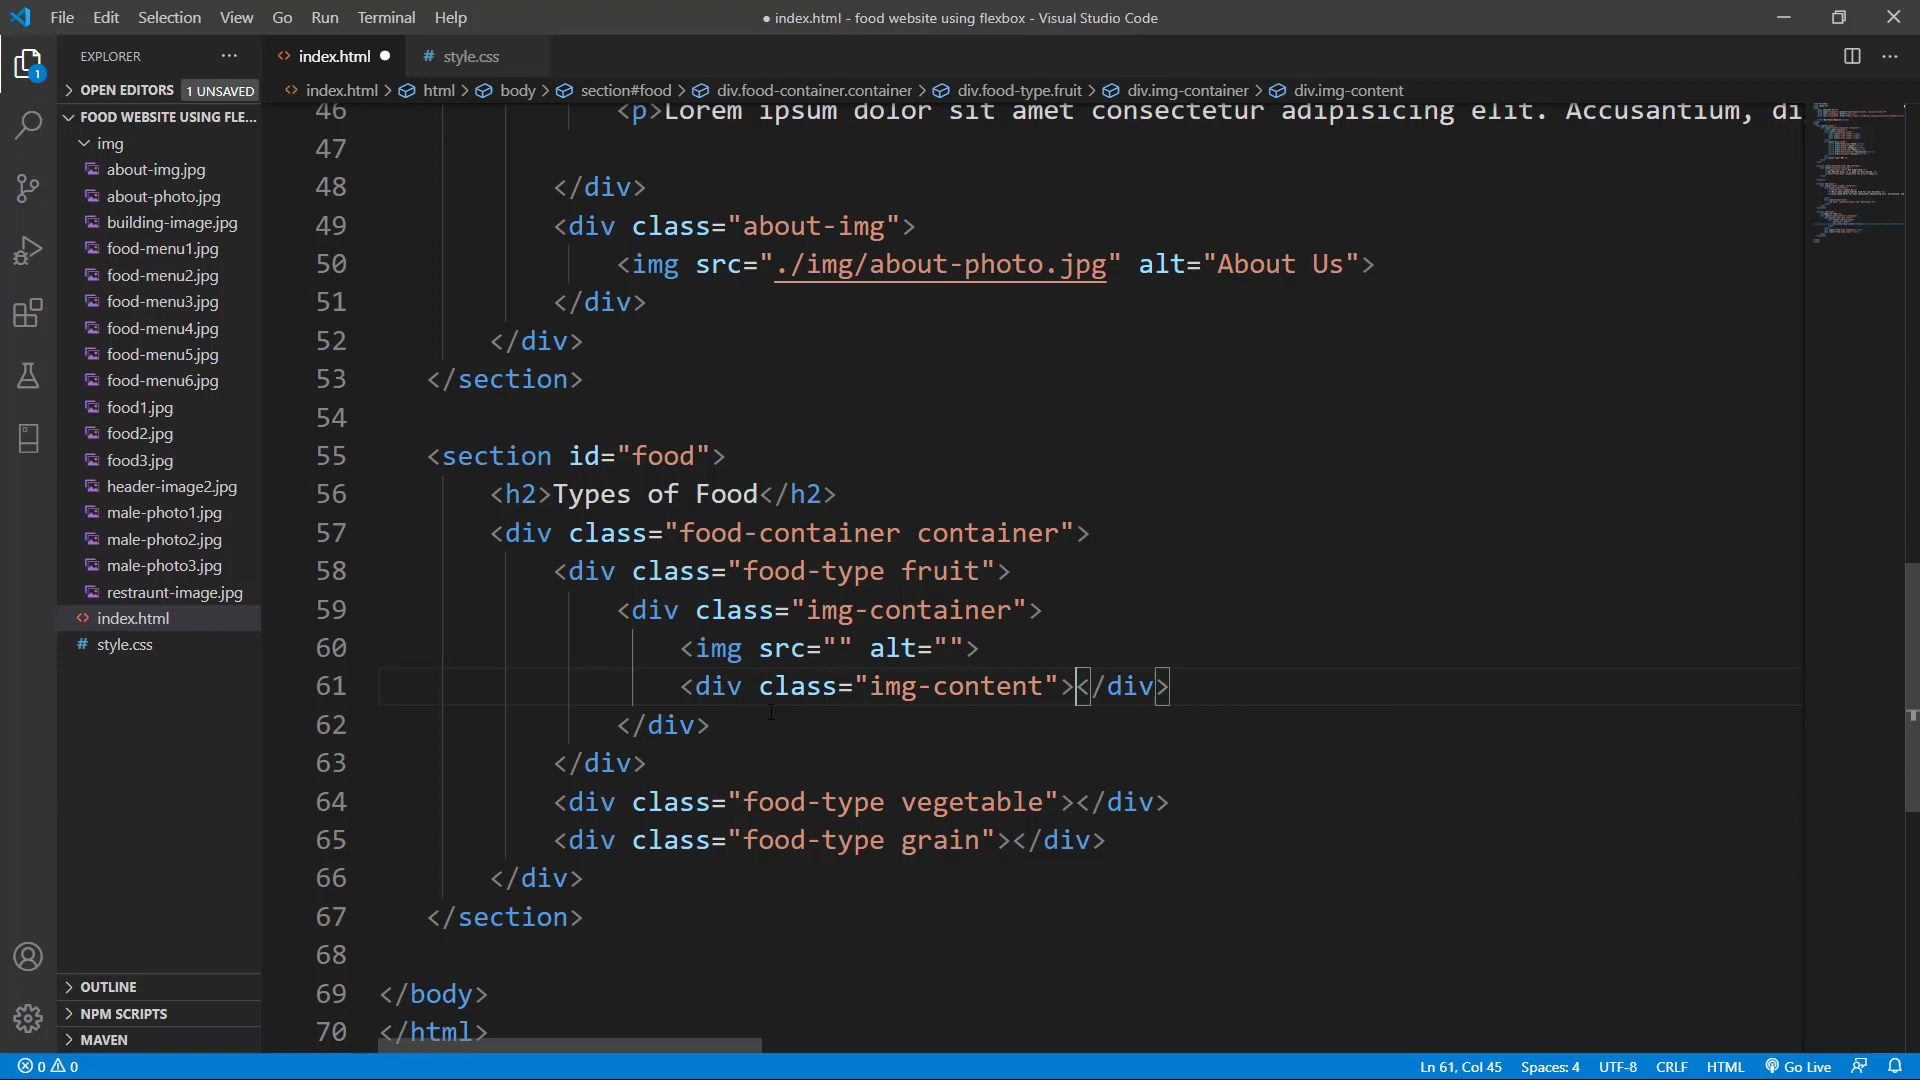 File Edit Selection View Go Run Terminal Help
● index.html - food website using flexbox - Visual Studio Code
EXPLORER
index.html
# style.css
OPEN EDITORS 1 UNSAVED
index.html > html > body > section#food > div.food-container.container > div.food-type.fruit > div.img-container > div.img-content
1
FOOD WEBSITE USING FLE...
img
about-img.jpg
about-photo.jpg
building-image.jpg
food-menu1.jpg
food-menu2.jpg
food-menu3.jpg
food-menu4.jpg
food-menu5.jpg
food-menu6.jpg
food1.jpg
food2.jpg
food3.jpg
header-image2.jpg
male-photo1.jpg
male-photo2.jpg
male-photo3.jpg
restraunt-image.jpg
index.html
# style.css
OUTLINE
NPM SCRIPTS
MAVEN
46 <p>Lorem ipsum dolor sit amet consectetur adipisicing elit. Accusantium, di
47
48 </div>
49 <div class="about-img">
50 <img src="./img/about-photo.jpg" alt="About Us">
51 </div>
52 </div>
53 </section>
54
55 <section id="food">
56 <h2>Types of Food</h2>
57 <div class="food-container container">
58 <div class="food-type fruit">
59 <div class="img-container">
60 <img src="" alt="">
61 <div class="img-content"></div>
62 </div>
63 </div>
64 <div class="food-type vegetable"></div>
65 <div class="food-type grain"></div>
66 </div>
67 </section>
68
69 </body>
70 </html>
0 0
Ln 61, Col 45 Spaces: 4 UTF-8 CRLF HTML Go Live